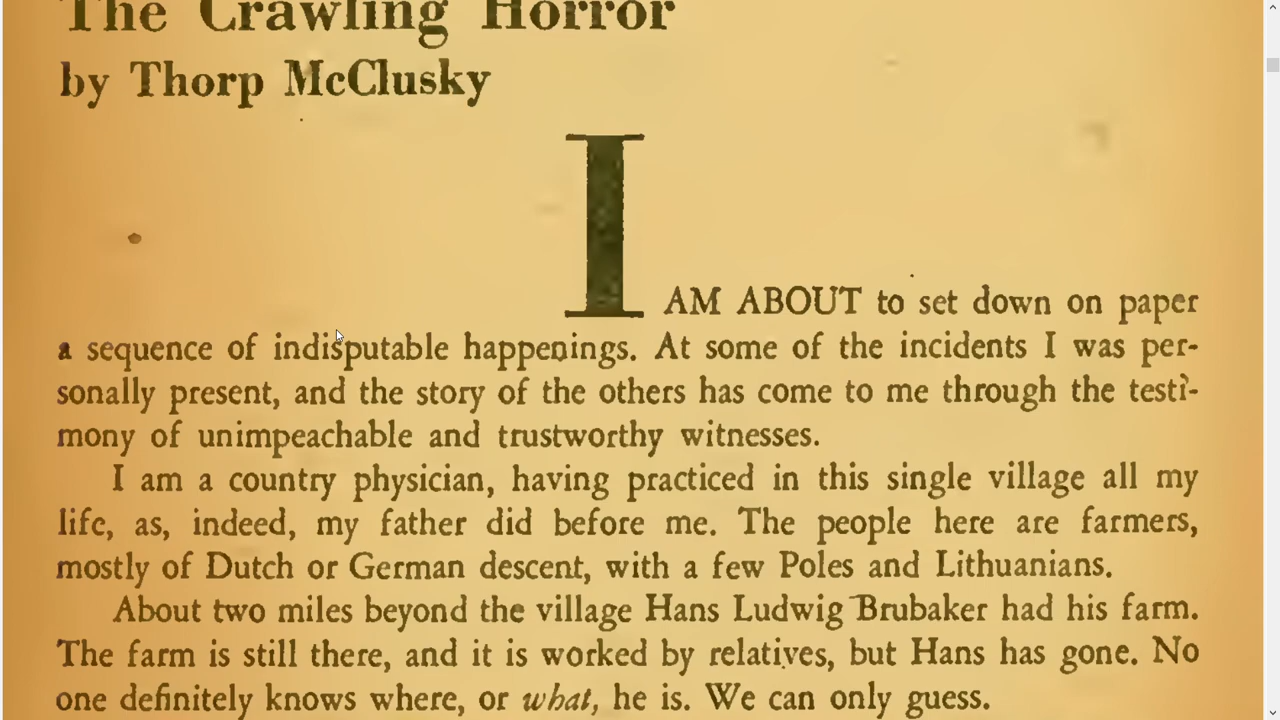 The Crawling Horror
by Thorp McClusky
I AM ABOUT to set down on paper
a sequence of indisputable happenings. At some of the incidents I was per-
sonally present, and the story of the others has come to me through the testi-
mony of unimpeachable and trustworthy witnesses.
I am a country physician, having practiced in this single village all my
life, as, indeed, my father did before me. The people here are farmers,
mostly of Dutch or German descent, with a few Poles and Lithuanians.
About two miles beyond the village Hans Ludwig Brubaker had his farm.
The farm is still there, and it is worked by relatives, but Hans has gone. No
one definitely knows where, or what, he is. We can only guess.